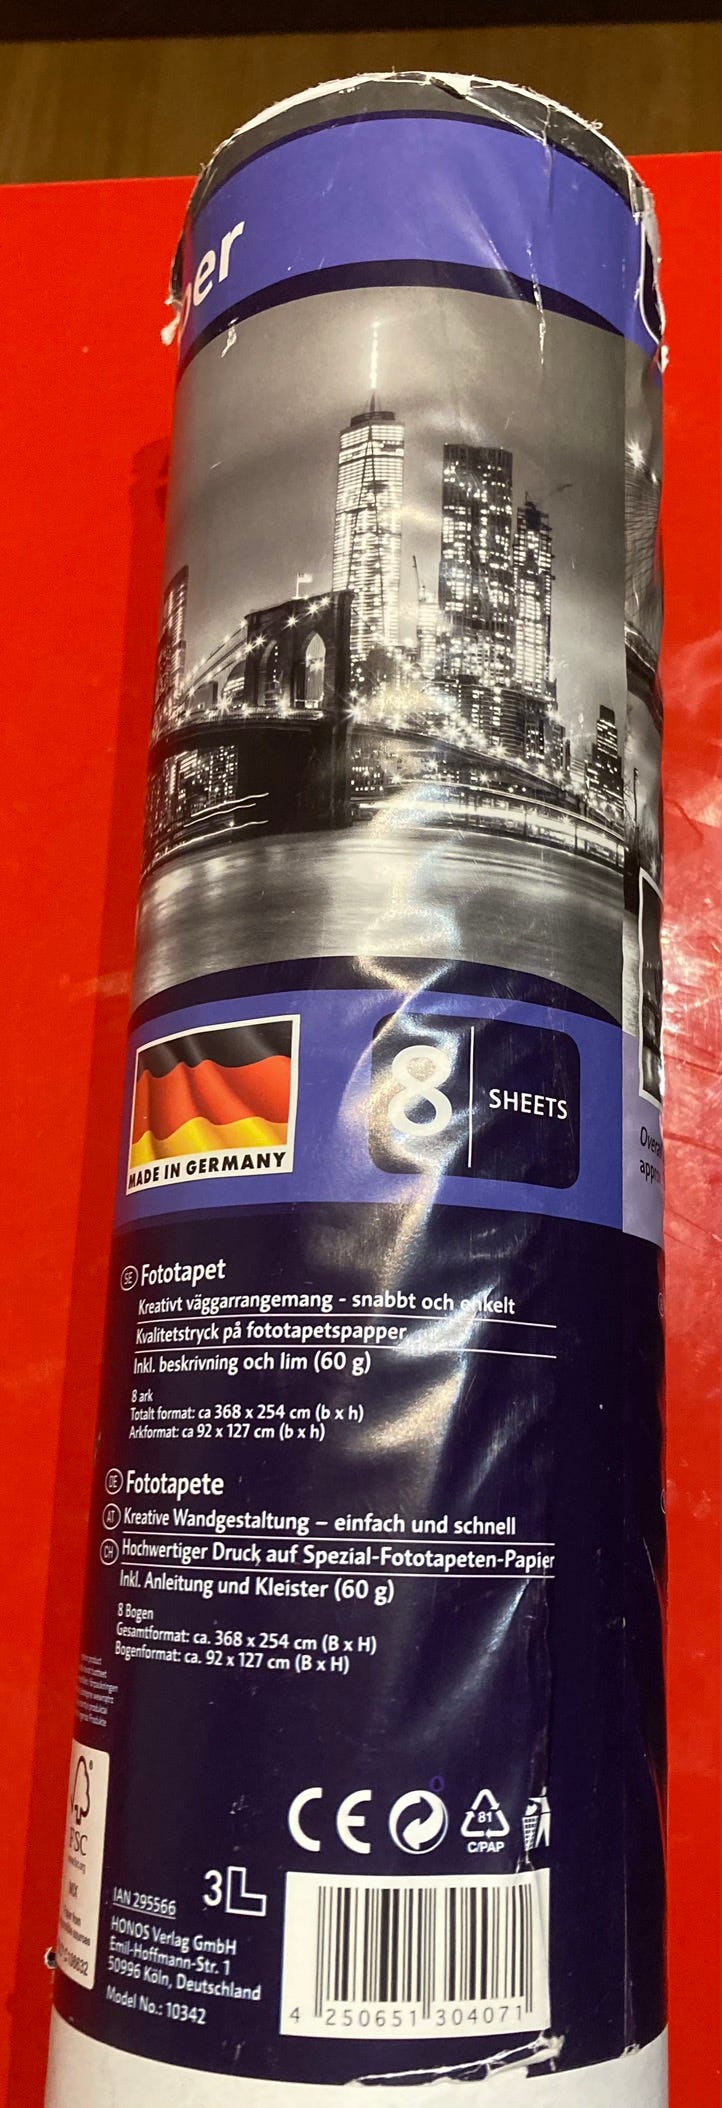 per
MADE IN GERMANY
8 SHEETS
SE Fototapet
Kreativt väggarrangemang - snabbt och enkelt
Kvalitetstryck på fototapetspapper
Inkl. beskrivning och lim (60 g)
8 ark
Totalt format: ca 368 x 254 cm (b x h)
Arkformat: ca 92 x 127 cm (b x h)
DE Fototapete
AT Kreative Wandgestaltung – einfach und schnell
CH Hochwertiger Druck auf Spezial-Fototapeten-Papier
Inkl. Anleitung und Kleister (60 g)
8 Bogen
Gesamtformat: ca. 368 x 254 cm (B x H)
Bogenformat: ca. 92 x 127 cm (B x H)
FSC
CE
81
C/PAP
3L
IAN 295566
HONOS Verlag GmbH
Emil-Hoffmann-Str. 1
50996 Köln, Deutschland
Model No.: 10342
4 250651 304071